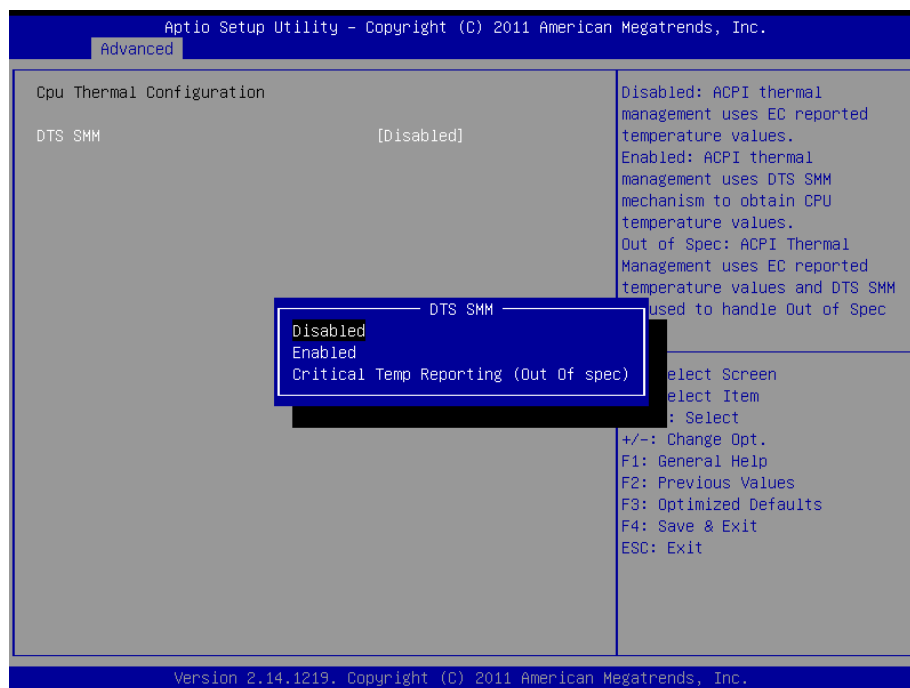 Aptio Setup Utility – Copyright (C) 2011 American Megatrends, Inc.
Advanced
Cpu Thermal Configuration
DTS SMM [Disabled]
Disabled: ACPI thermal
management uses EC reported
temperature values.
Enabled: ACPI thermal
management uses DTS SMM
mechanism to obtain CPU
temperature values.
Out of Spec: ACPI Thermal
Management uses EC reported
temperature values and DTS SMM
used to handle Out of Spec
DTS SMM
Disabled
Enabled
Critical Temp Reporting (Out Of spec)
elect Screen
elect Item
: Select
+/-: Change Opt.
F1: General Help
F2: Previous Values
F3: Optimized Defaults
F4: Save & Exit
ESC: Exit
Version 2.14.1219. Copyright (C) 2011 American Megatrends, Inc.